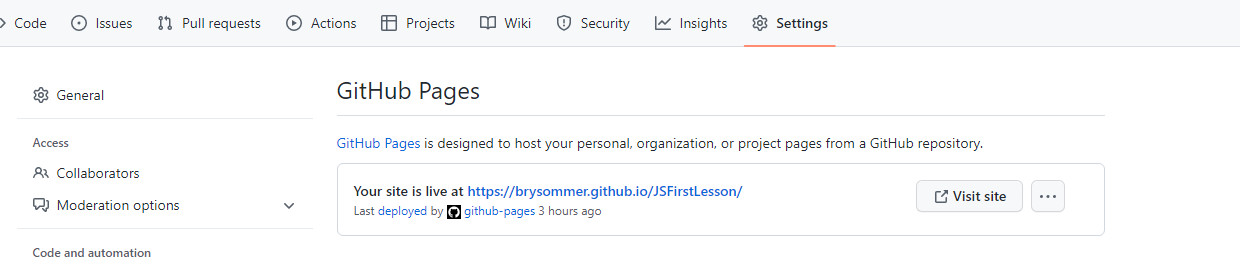 Code Issues Pull requests Actions Projects Wiki Security Insights Settings
General
Access
Collaborators
Moderation options
Code and automation
GitHub Pages
GitHub Pages is designed to host your personal, organization, or project pages from a GitHub repository.
Your site is live at https://brysommer.github.io/JSFirstLesson/
Last deployed by github-pages 3 hours ago
Visit site